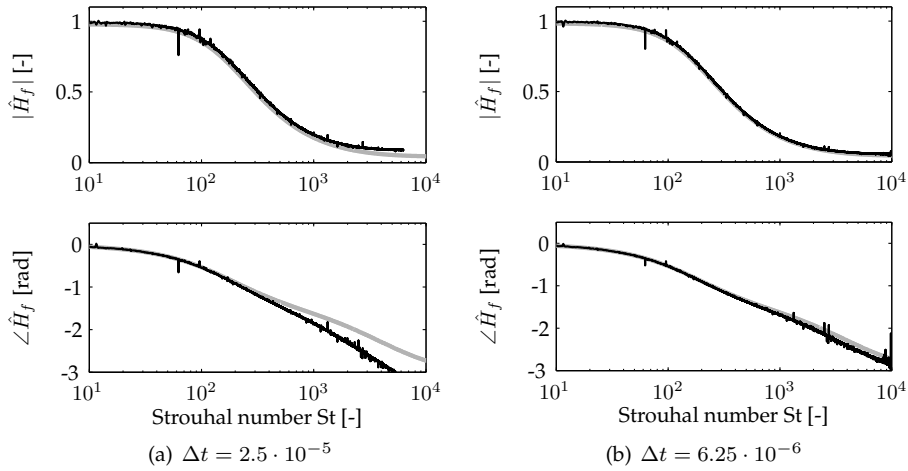 1
0.5
0
10^1 10^2 10^3 10^4
|Ĥ_f| [-]
0
-1
-2
-3
10^1 10^2 10^3 10^4
∠Ĥ_f [rad]
Strouhal number St [-]
(a) Δt = 2.5 · 10^−5
1
0.5
0
10^1 10^2 10^3 10^4
|Ĥ_f| [-]
0
-1
-2
-3
10^1 10^2 10^3 10^4
∠Ĥ_f [rad]
Strouhal number St [-]
(b) Δt = 6.25 · 10^−6